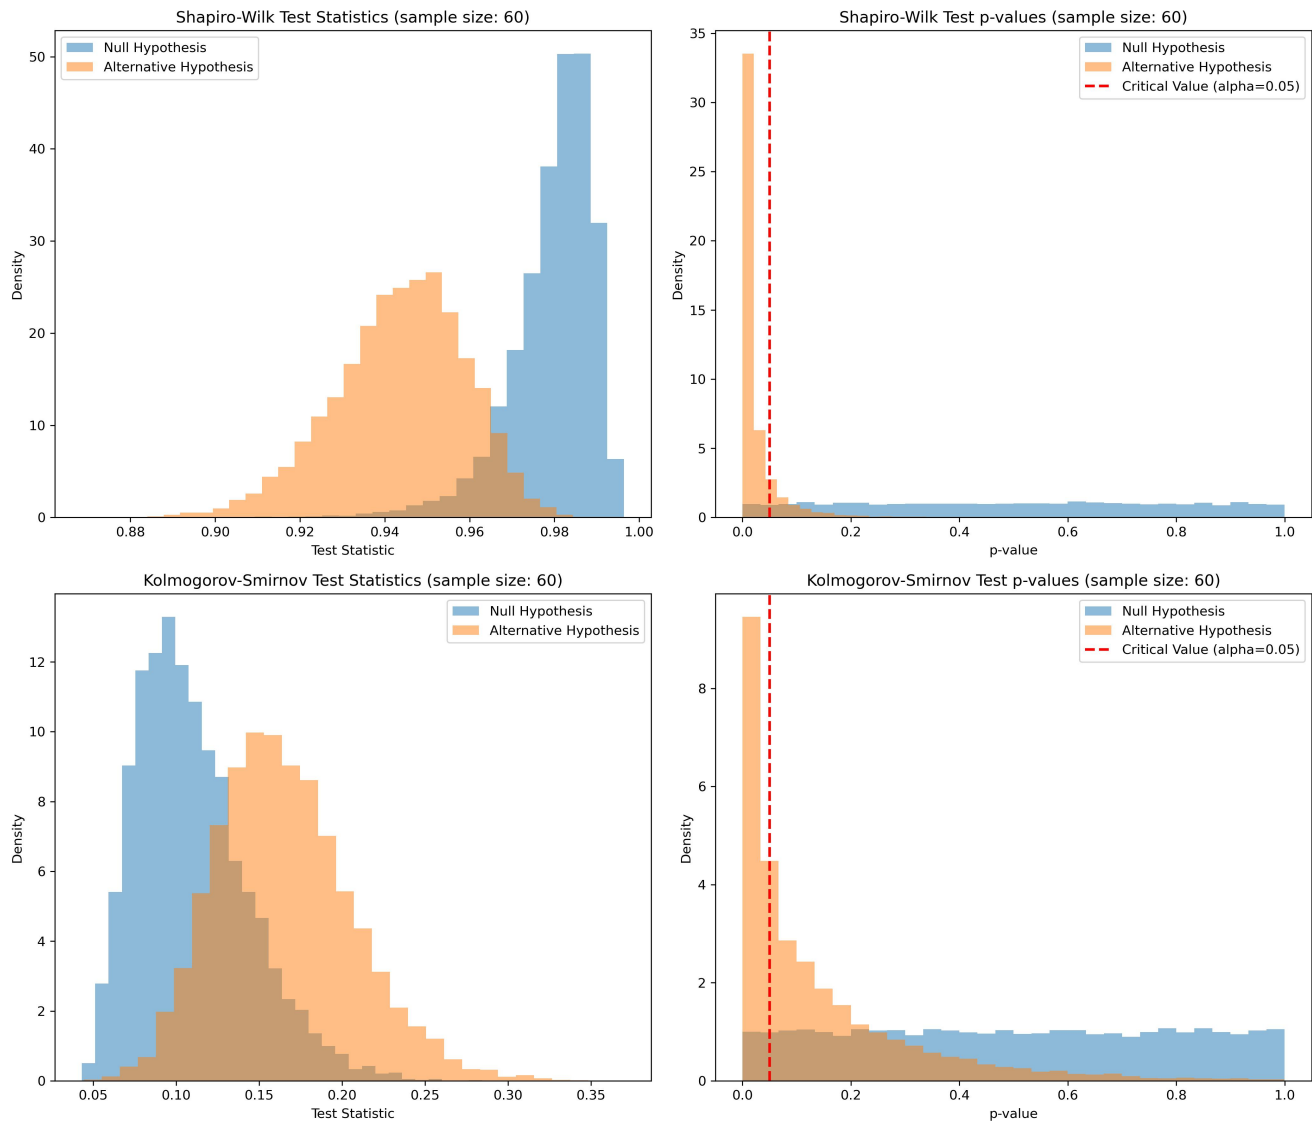 Shapiro-Wilk Test Statistics (sample size: 60)
Null Hypothesis
Alternative Hypothesis
50
40
30
20
10
0
Density
0.88
0.90
0.92
0.94
0.96
0.98
1.00
Test Statistic
Shapiro-Wilk Test p-values (sample size: 60)
Null Hypothesis
Alternative Hypothesis
Critical Value (alpha=0.05)
35
30
25
20
15
10
5
0
Density
0.0
0.2
0.4
0.6
0.8
1.0
p-value
Kolmogorov-Smirnov Test Statistics (sample size: 60)
Null Hypothesis
Alternative Hypothesis
12
10
8
6
4
2
0
Density
0.05
0.10
0.15
0.20
0.25
0.30
0.35
Test Statistic
Kolmogorov-Smirnov Test p-values (sample size: 60)
Null Hypothesis
Alternative Hypothesis
Critical Value (alpha=0.05)
8
6
4
2
0
Density
0.0
0.2
0.4
0.6
0.8
1.0
p-value